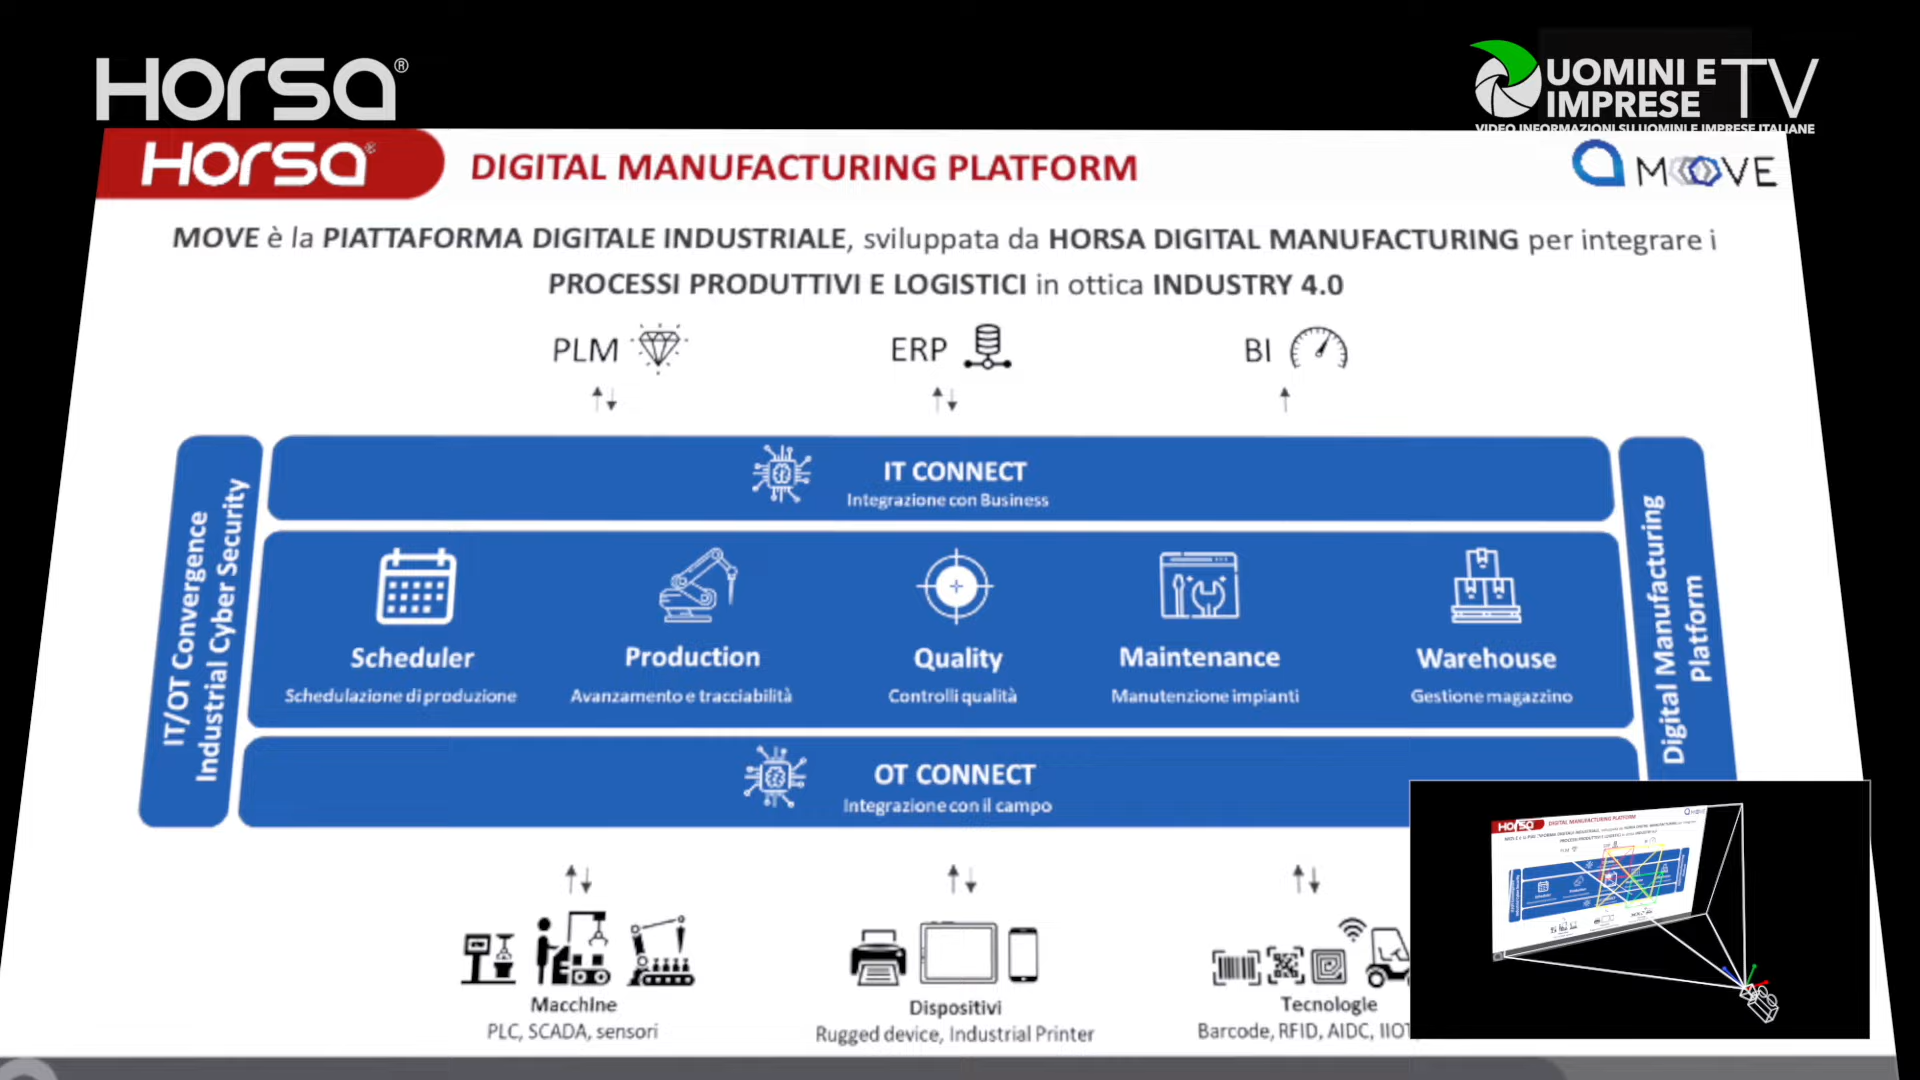 HORSA®
UOMINI E
IMPRESE TV
VIDEO INFORMAZIONI SU UOMINI E IMPRESE ITALIANE
HORSA®
DIGITAL MANUFACTURING PLATFORM
MOVE
MOVE è la PIATTAFORMA DIGITALE INDUSTRIALE, sviluppata da HORSA DIGITAL MANUFACTURING per integrare i
PROCESSI PRODUTTIVI E LOGISTICI in ottica INDUSTRY 4.0
PLM
ERP
BI
IT/OT Convergence
Industrial Cyber Security
IT CONNECT
Integrazione con Business
Scheduler
Schedulazione di produzione
Production
Avanzamento e tracciabilità
Quality
Controlli qualità
Maintenance
Manutenzione impianti
Warehouse
Gestione magazzino
Digital Manufacturing
Platform
OT CONNECT
Integrazione con il campo
Macchine
PLC, SCADA, sensori
Dispositivi
Rugged device, Industrial Printer
Tecnologie
Barcode, RFID, AIDC, IIOT
HORSA
DIGITAL MANUFACTURING PLATFORM